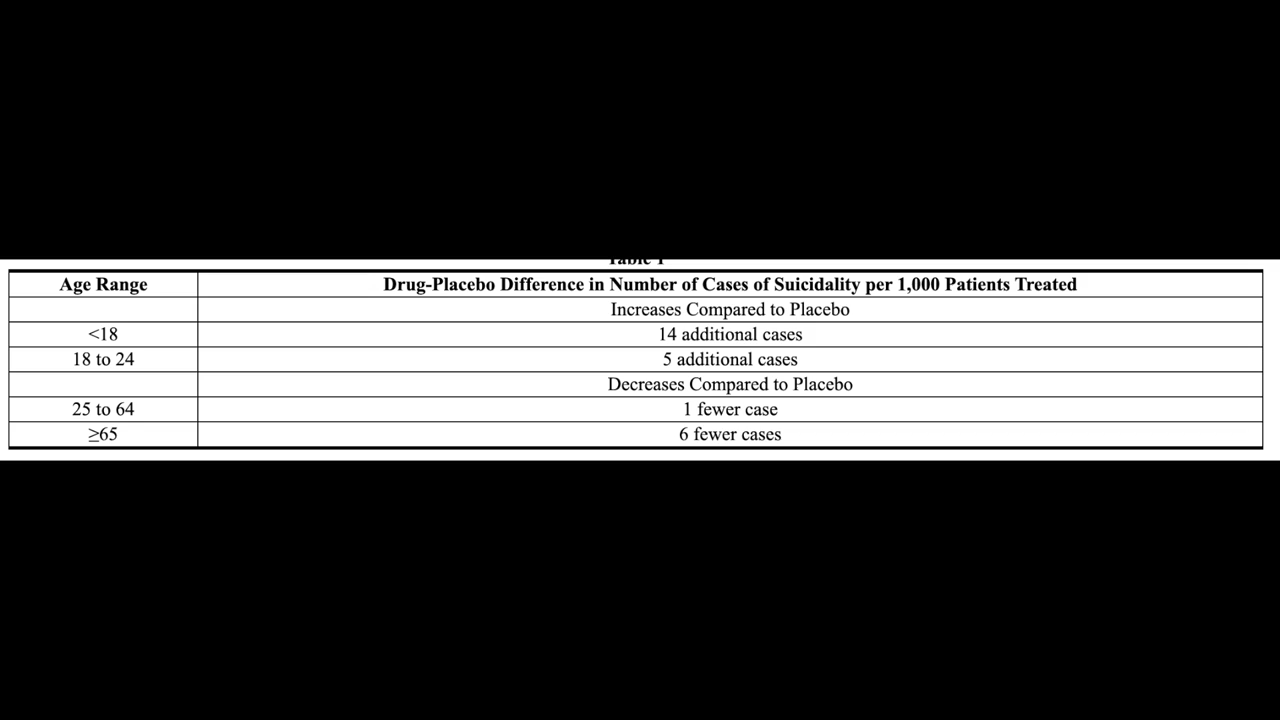 Table 1
Age Range Drug-Placebo Difference in Number of Cases of Suicidality per 1,000 Patients Treated
Increases Compared to Placebo
<18 14 additional cases
18 to 24 5 additional cases
Decreases Compared to Placebo
25 to 64 1 fewer case
≥65 6 fewer cases